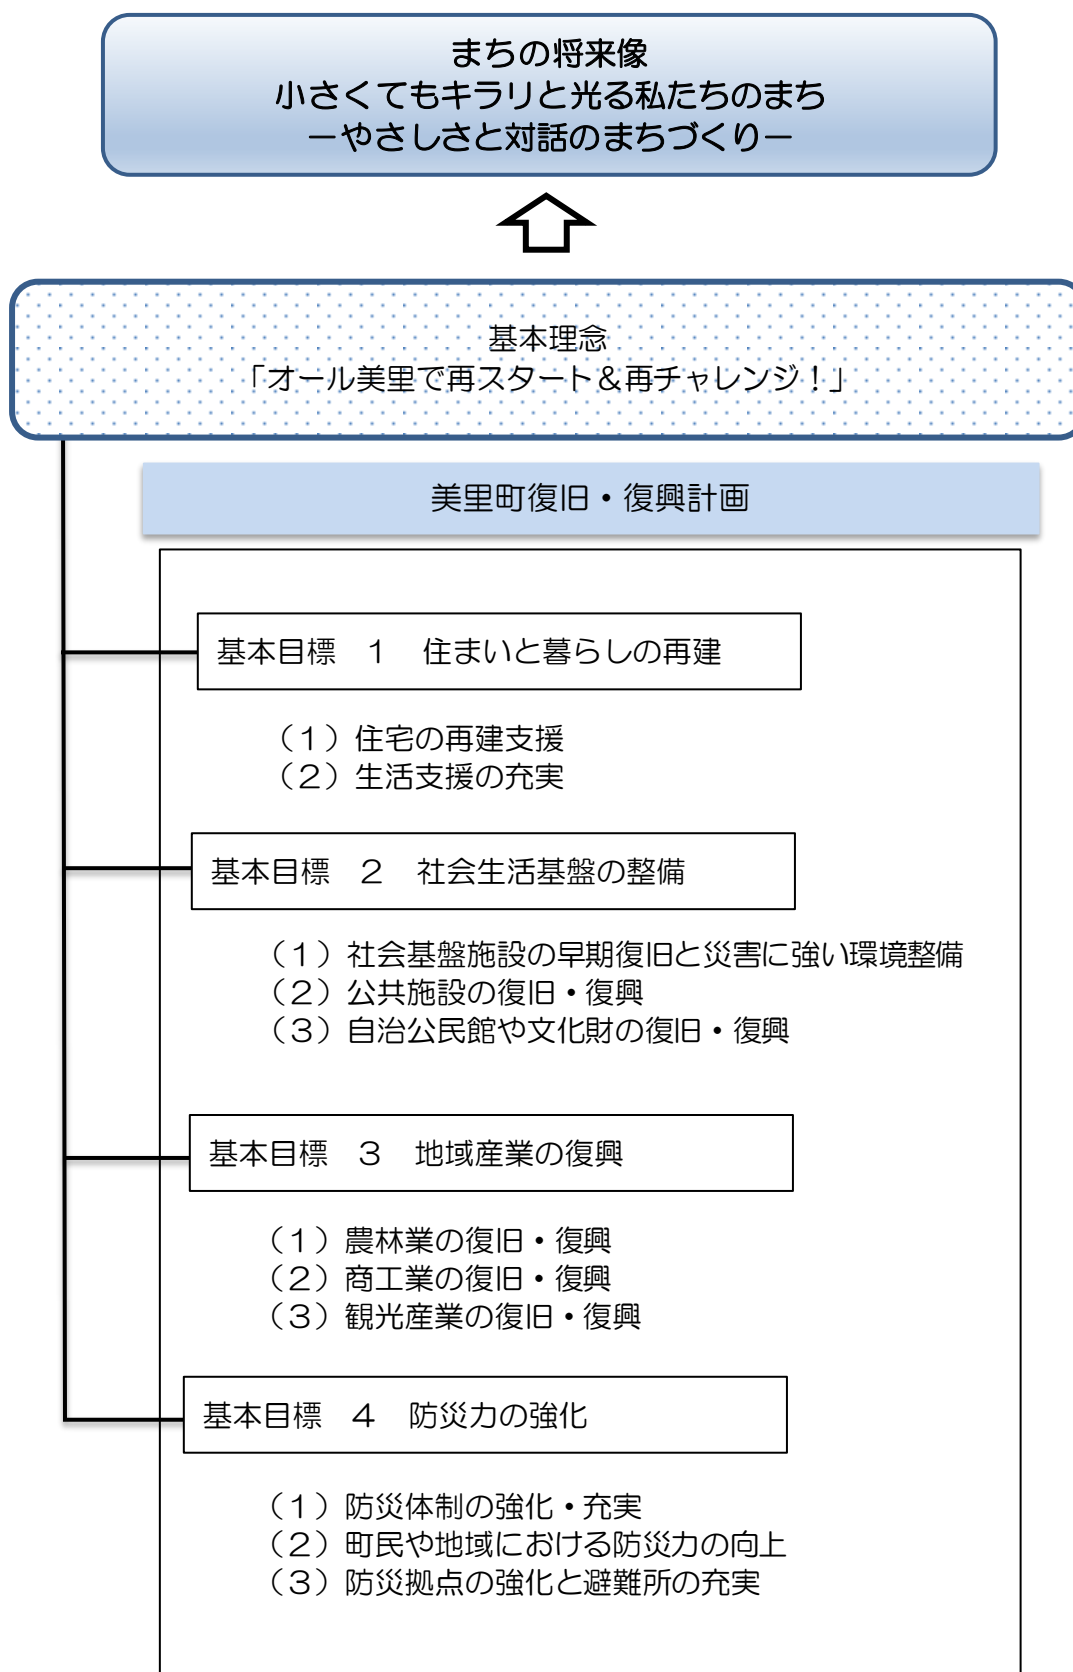 まちの将来像
小さくてもキラリと光る私たちのまち
－やさしさと対話のまちづくり－
基本理念
「オール美里で再スタート＆再チャレンジ！」
美里町復旧・復興計画
基本目標　１　住まいと暮らしの再建
（１）住宅の再建支援
（２）生活支援の充実
基本目標　２　社会生活基盤の整備
（１）社会基盤施設の早期復旧と災害に強い環境整備
（２）公共施設の復旧・復興
（３）自治公民館や文化財の復旧・復興
基本目標　３　地域産業の復興
（１）農林業の復旧・復興
（２）商工業の復旧・復興
（３）観光産業の復旧・復興
基本目標　４　防災力の強化
（１）防災体制の強化・充実
（２）町民や地域における防災力の向上
（３）防災拠点の強化と避難所の充実